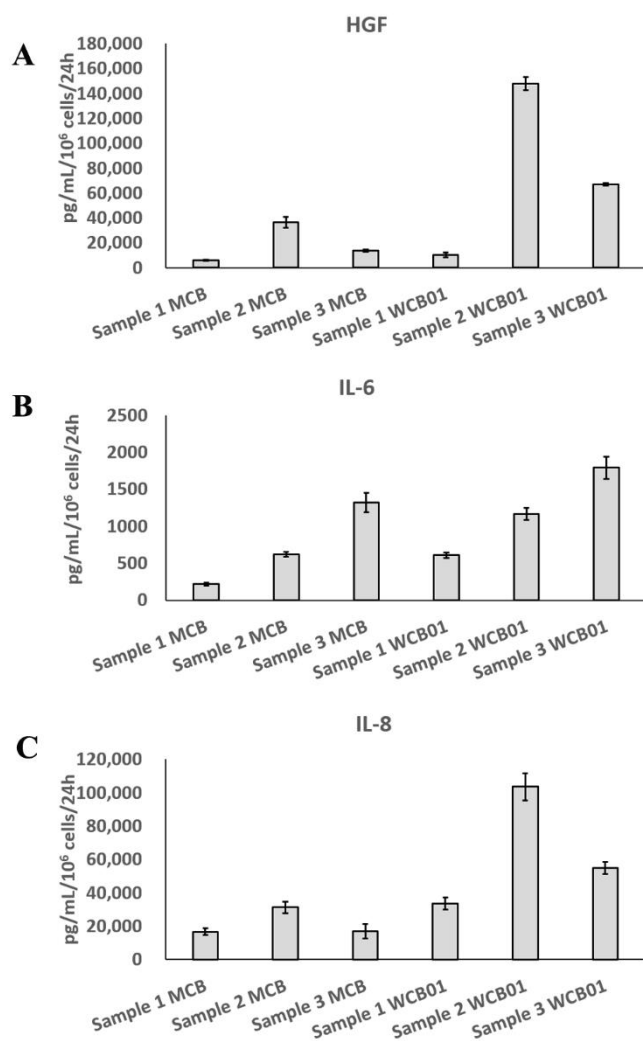 HGF
A
pg/mL/10⁶ cells/24h
180,000
160,000
140,000
120,000
100,000
80,000
60,000
40,000
20,000
0
Sample 1 MCB
Sample 2 MCB
Sample 3 MCB
Sample 1 WCB01
Sample 2 WCB01
Sample 3 WCB01
IL-6
B
pg/mL/10⁶ cells/24h
2500
2000
1500
1000
500
0
Sample 1 MCB
Sample 2 MCB
Sample 3 MCB
Sample 1 WCB01
Sample 2 WCB01
Sample 3 WCB01
IL-8
C
pg/mL/10⁶ cells/24h
120,000
100,000
80,000
60,000
40,000
20,000
0
Sample 1 MCB
Sample 2 MCB
Sample 3 MCB
Sample 1 WCB01
Sample 2 WCB01
Sample 3 WCB01